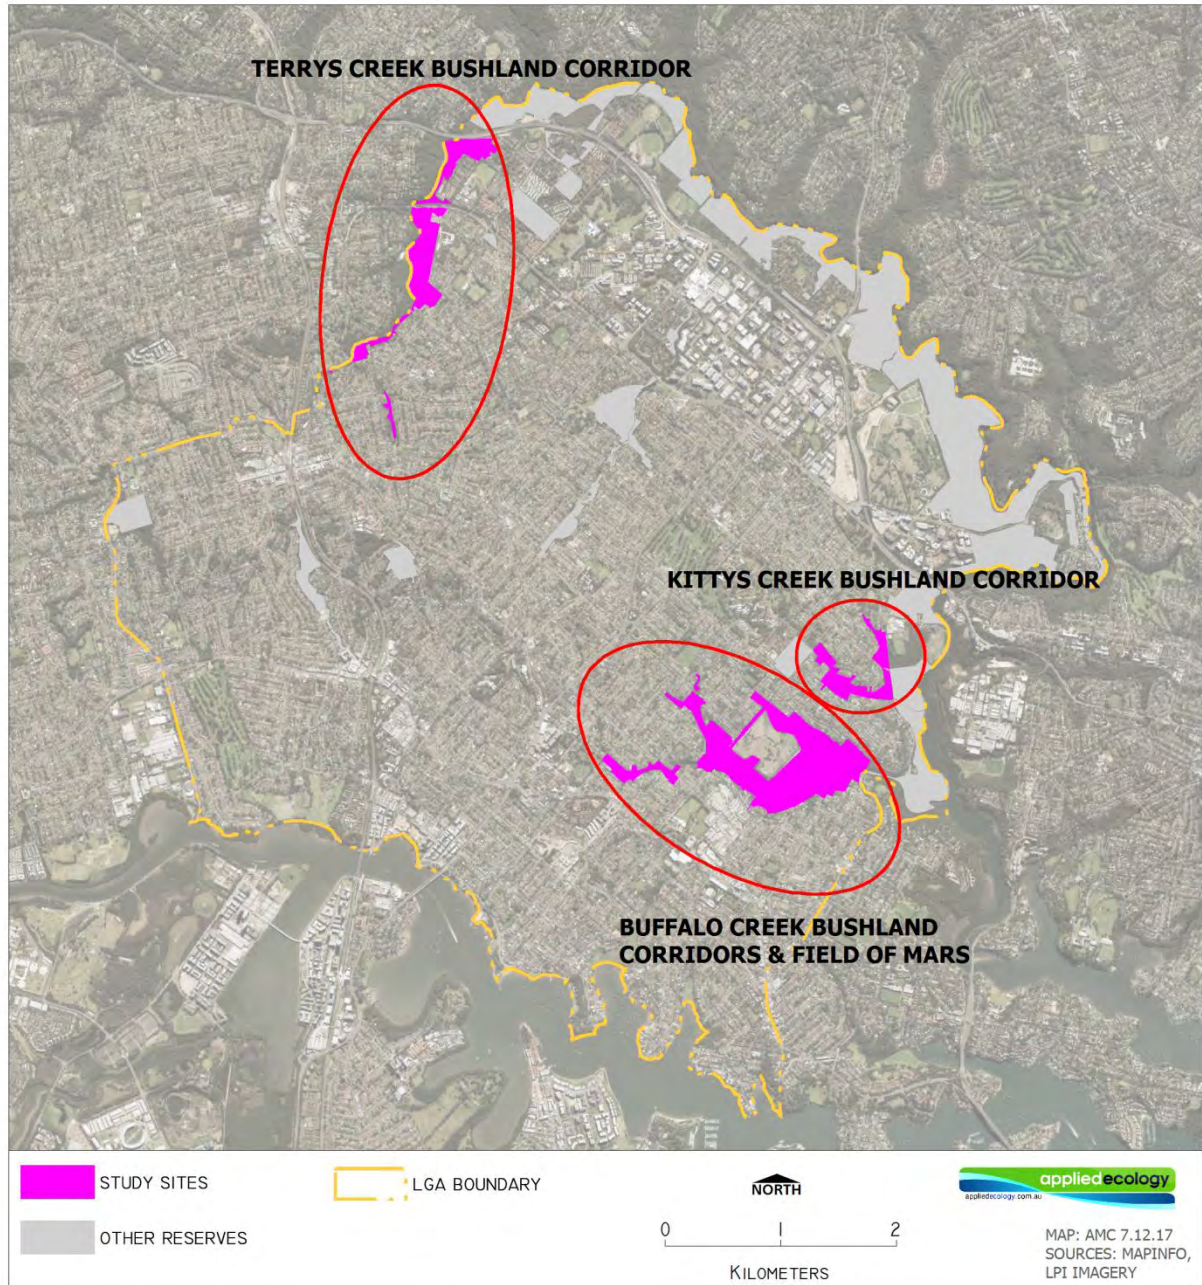 TERRYS CREEK BUSHLAND CORRIDOR
KITTYS CREEK BUSHLAND CORRIDOR
BUFFALO CREEK BUSHLAND
CORRIDORS & FIELD OF MARS
STUDY SITES
LGA BOUNDARY
OTHER RESERVES
NORTH
0 1 2
KILOMETERS
appliedecology
appliedecology.com.au
MAP: AMC 7.12.17
SOURCES: MAPINFO,
LPI IMAGERY